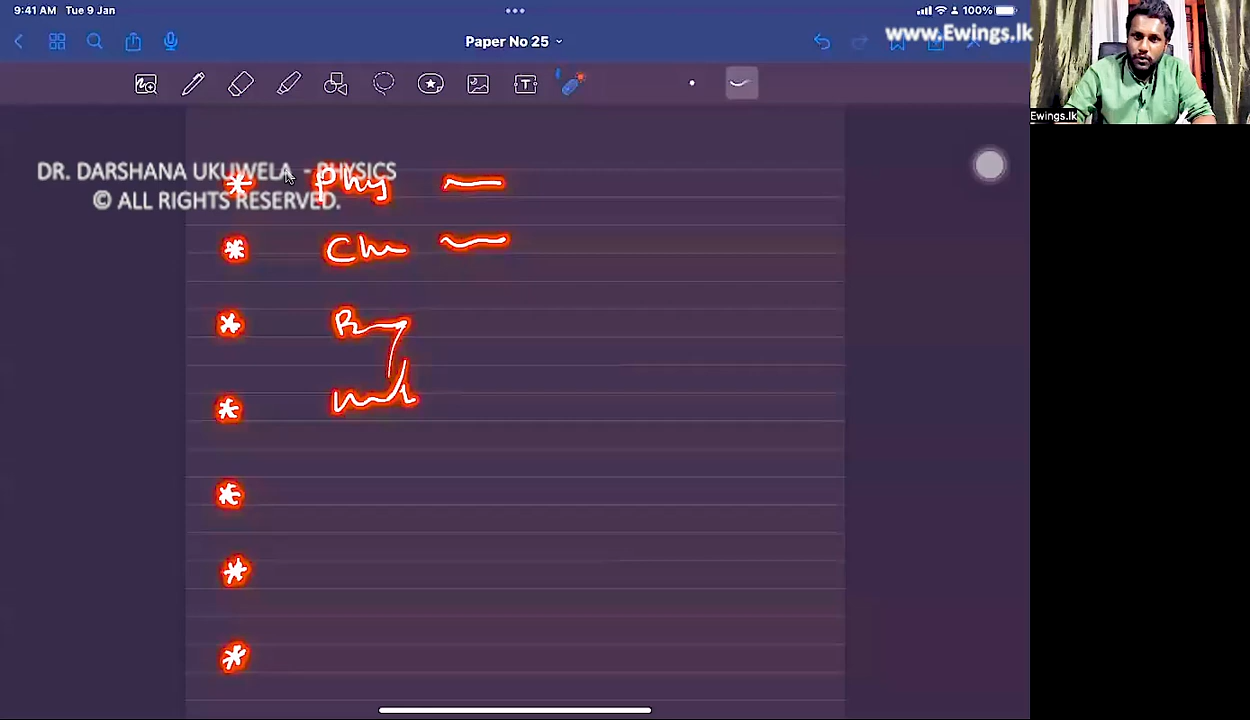 9:41 AM Tue 9 Jan
100%
Paper No 25
www.Ewings.lk
T
Ewings.lk
DR. DARSHANA UKUWELA - PHYSICS
© ALL RIGHTS RESERVED.
* Phy —
* Che —
*
*
*
*
*